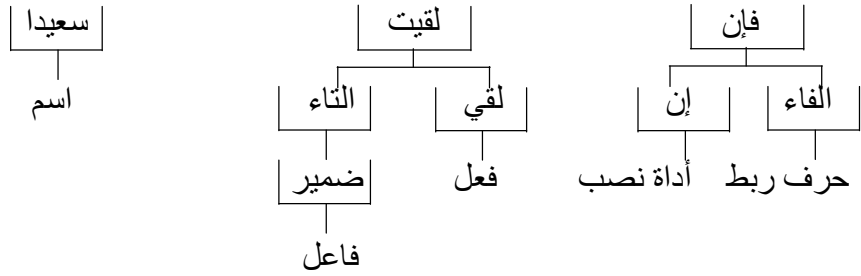 فإن لقيت سعيدا
الفاء إن لقي التاء اسم
حرف ربط أداة نصب فعل ضمير
فاعل